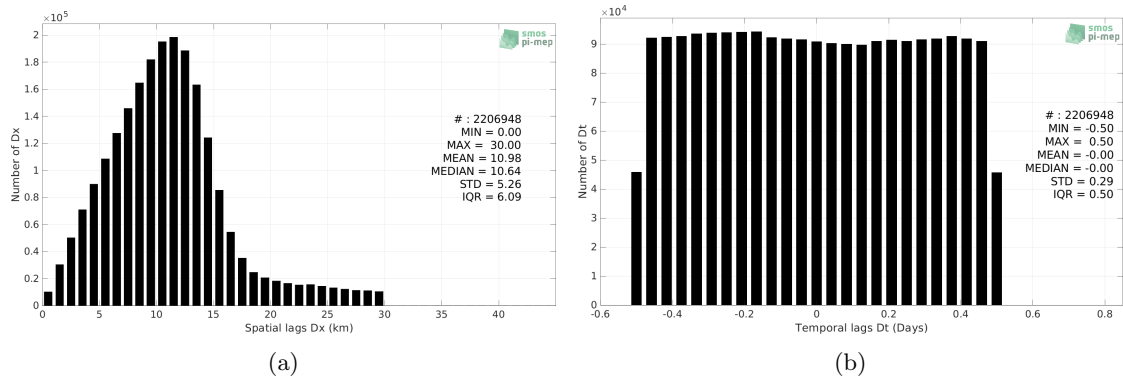 ×10⁵
2
1.8
1.6
1.4
1.2
1
0.8
0.6
0.4
0.2
0
Number of Dx
smos
pi-mep
# : 2206948
MIN = 0.00
MAX = 30.00
MEAN = 10.98
MEDIAN = 10.64
STD = 5.26
IQR = 6.09
0 5 10 15 20 25 30 35 40
Spatial lags Dx (km)
(a)
×10⁴
9
8
7
6
5
4
3
2
1
0
Number of Dt
smos
pi-mep
# : 2206948
MIN = -0.50
MAX = 0.50
MEAN = -0.00
MEDIAN = -0.00
STD = 0.29
IQR = 0.50
-0.6 -0.4 -0.2 0 0.2 0.4 0.6 0.8
Temporal lags Dt (Days)
(b)